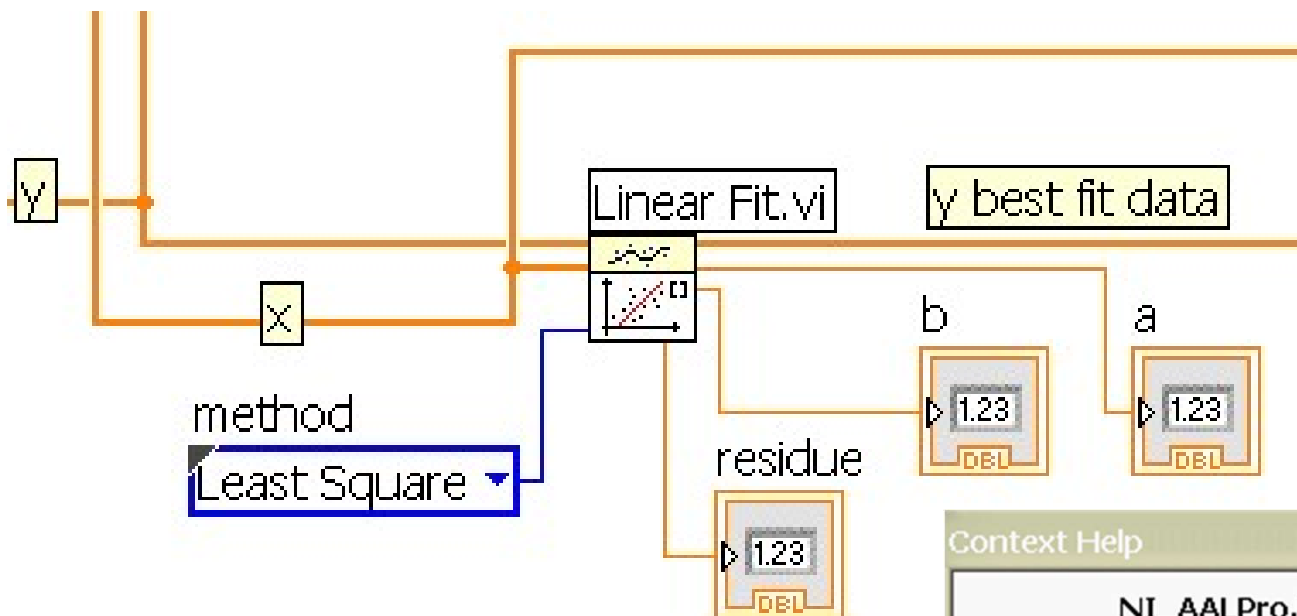 y
Linear Fit.vi
y best fit data
x
b
a
1.23
DBL
1.23
DBL
method
Least Square
residue
1.23
DBL
Context Help
NI_AALPro.